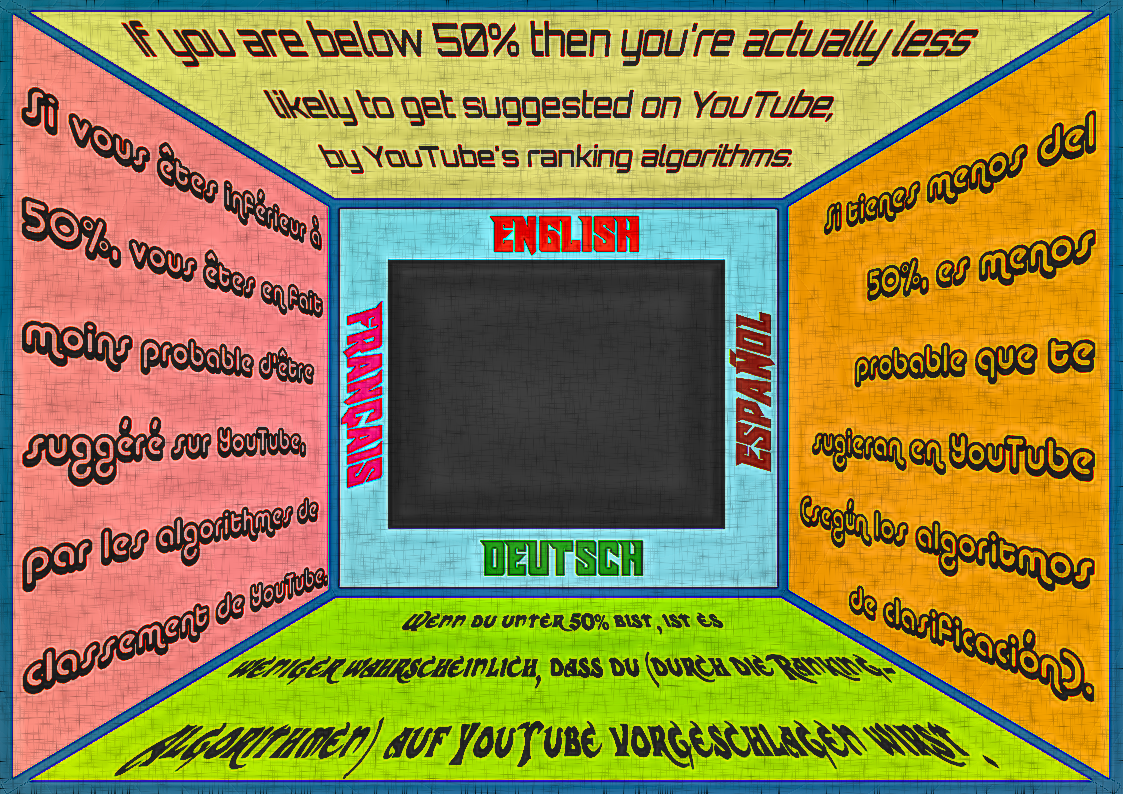 If you are below 50% then you're actually less
likely to get suggested on YouTube,
by YouTube's ranking algorithms.
Si vous êtes inférieur à
50%, vous êtes en fait
moins probable d'être
suggéré sur YouTube,
par les algorithmes de
classement de YouTube.
ENGLISH
FRANÇAIS
ESPAÑOL
DEUTSCH
Si tienes menos del
50%, es menos
probable que te
sugieran en YouTube
(según los algoritmos
de clasificación).
Wenn du unter 50% bist, ist es
weniger wahrscheinlich, dass du (durch die Ranking-
Algorithmen) auf YouTube vorgeschlagen wirst.